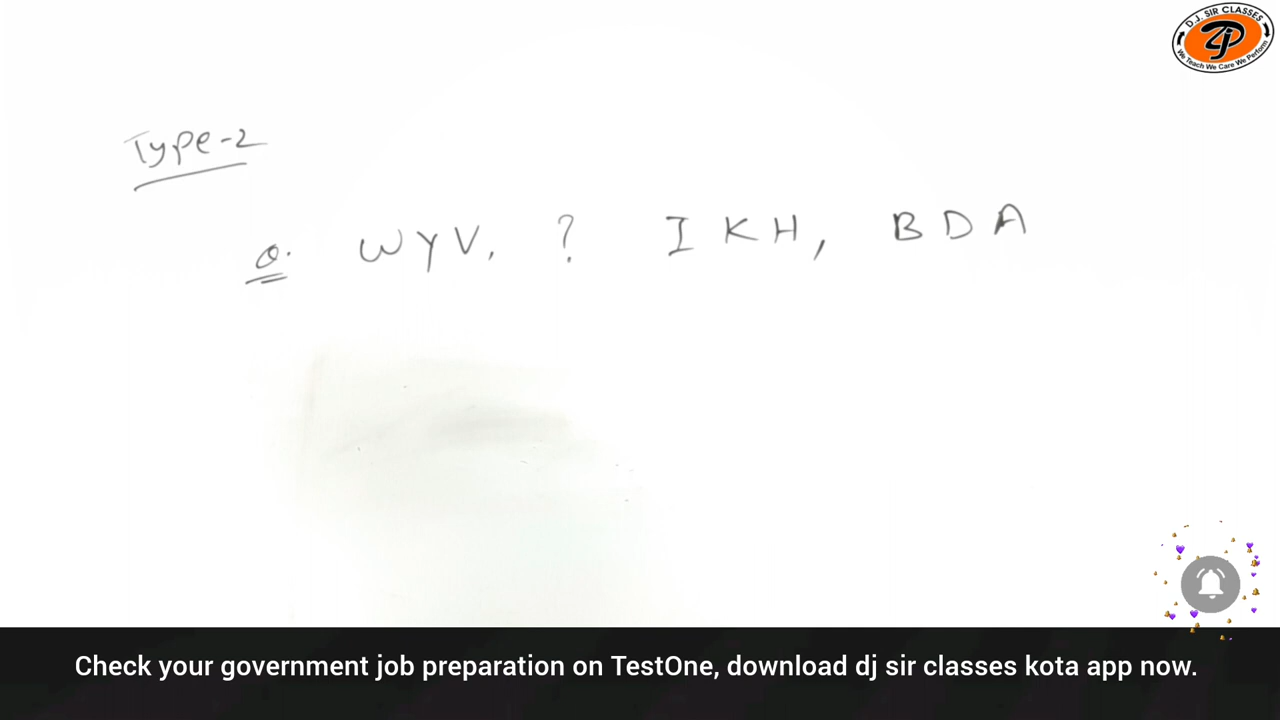 D.J. SIR CLASSES
We Teach We Care We Perform
Type-2
Q. WYV, ? IKH, BDA
Check your government job preparation on TestOne, download dj sir classes kota app now.